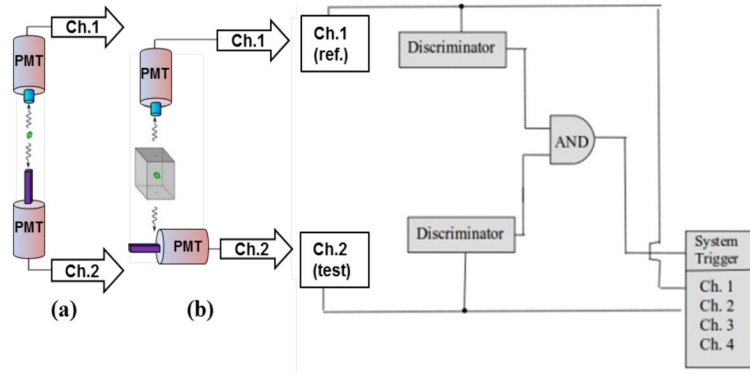 Ch.1
PMT
PMT
Ch.2
(a)
Ch.1
PMT
PMT
Ch.2
(b)
Ch.1
(ref.)
Ch.2
(test)
Discriminator
AND
Discriminator
System
Trigger
Ch. 1
Ch. 2
Ch. 3
Ch. 4